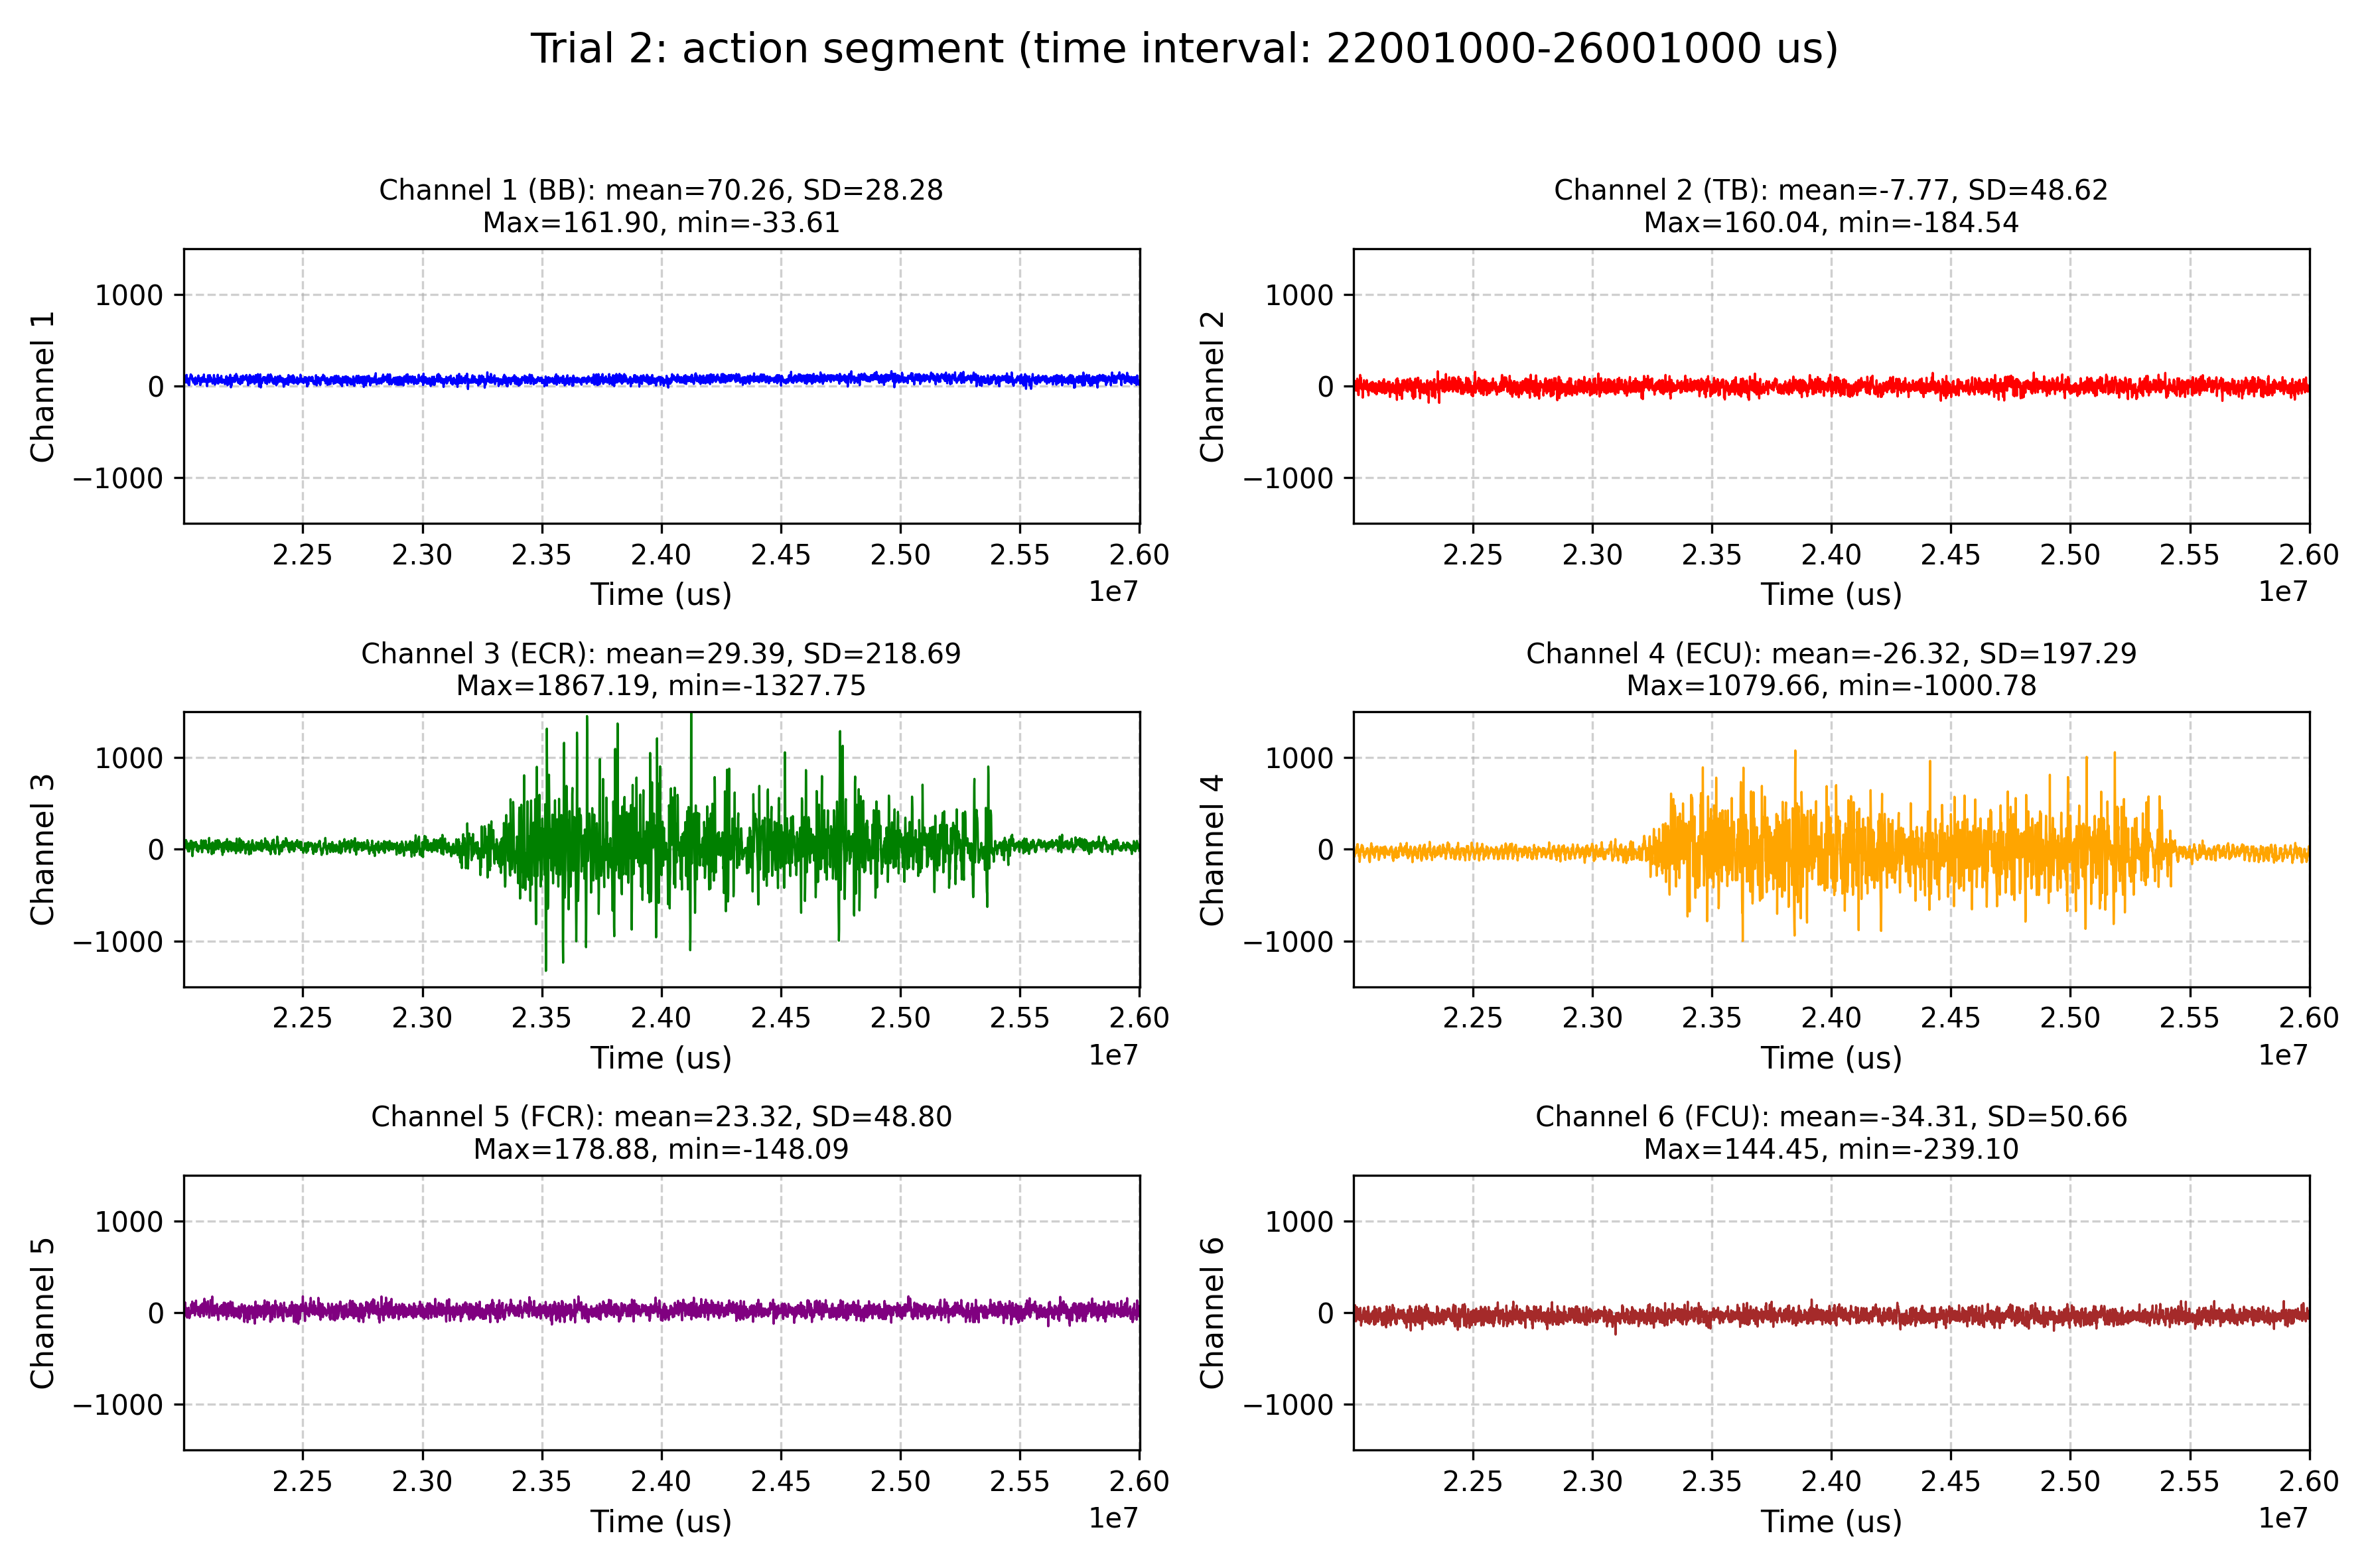 Trial 2: action segment (time interval: 22001000-26001000 us)
Channel 1 (BB): mean=70.26, SD=28.28
Max=161.90, min=-33.61
Channel 1
1000
0
−1000
2.25 2.30 2.35 2.40 2.45 2.50 2.55 2.60
Time (us)
1e7
Channel 2 (TB): mean=-7.77, SD=48.62
Max=160.04, min=-184.54
Channel 2
1000
0
−1000
2.25 2.30 2.35 2.40 2.45 2.50 2.55 2.60
Time (us)
1e7
Channel 3 (ECR): mean=29.39, SD=218.69
Max=1867.19, min=-1327.75
Channel 3
1000
0
−1000
2.25 2.30 2.35 2.40 2.45 2.50 2.55 2.60
Time (us)
1e7
Channel 4 (ECU): mean=-26.32, SD=197.29
Max=1079.66, min=-1000.78
Channel 4
1000
0
−1000
2.25 2.30 2.35 2.40 2.45 2.50 2.55 2.60
Time (us)
1e7
Channel 5 (FCR): mean=23.32, SD=48.80
Max=178.88, min=-148.09
Channel 5
1000
0
−1000
2.25 2.30 2.35 2.40 2.45 2.50 2.55 2.60
Time (us)
1e7
Channel 6 (FCU): mean=-34.31, SD=50.66
Max=144.45, min=-239.10
Channel 6
1000
0
−1000
2.25 2.30 2.35 2.40 2.45 2.50 2.55 2.60
Time (us)
1e7